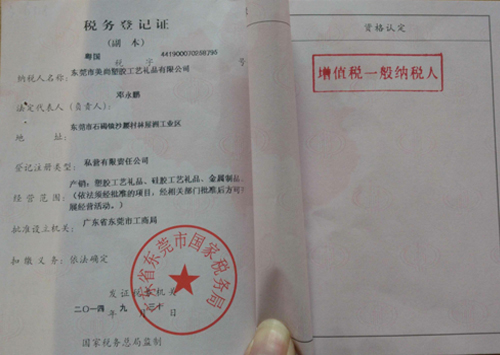 税务登记证
(副本)
粤国 税 字 441900070258795 号
纳税人名称: 东莞市美尚塑胶工艺礼品有限公司
法定代表人(负责人): 邓永鹏
地 址: 东莞市石碣镇沙腰村林屋洲工业区
登记注册类型: 私营有限责任公司
经营范围: 产销:塑胶工艺礼品、硅胶工艺礼品、金属制品
(依法须经批准的项目,经相关部门批准后方可
展经营活动。)
批准设立机关: 广东省东莞市工商局
扣缴义务: 依法确定
广东省东莞市国家税务局
发证税务机关
二〇一四年 九 月 三十 日
国家税务总局监制
资格认定
增值税一般纳税人